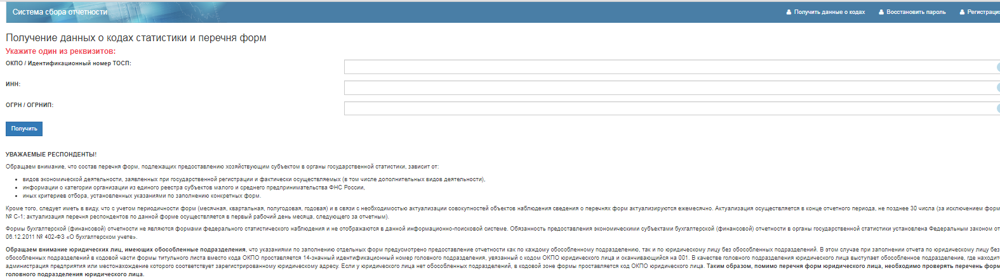 Система сбора отчетности
Получить данные о кодах Восстановить пароль Регистрация
Получение данных о кодах статистики и перечня форм
Укажите один из реквизитов:
ОКПО / Идентификационный номер ТОСП:
ИНН:
ОГРН / ОГРНИП:
Получить
УВАЖАЕМЫЕ РЕСПОНДЕНТЫ!
Обращаем внимание, что состав перечня форм, подлежащих предоставлению хозяйствующим субъектом в органы государственной статистики, зависит от:
• видов экономической деятельности, заявленных при государственной регистрации и фактически осуществляемых (в том числе дополнительных видов деятельности),
• информации о категории организации из единого реестра субъектов малого и среднего предпринимательства ФНС России,
• иных критериев отбора, установленных указаниями по заполнению конкретных форм.
Кроме того, следует иметь в виду, что с учетом периодичности форм (месячная, квартальная, полугодовая, годовая) и в связи с необходимостью актуализации совокупностей объектов наблюдения сведения о перечнях форм актуализируются ежемесячно. Актуализация осуществляется в конце отчетного периода, не позднее 30 числа (за исключением форм
№ С-1; актуализация перечня респондентов по данной форме осуществляется в первый рабочий день месяца, следующего за отчетным).
Формы бухгалтерской (финансовой) отчетности не являются формами федерального статистического наблюдения и не отображаются в данной информационно-поисковой системе. Обязанность предоставления экономическими субъектами бухгалтерской (финансовой) отчетности в органы государственной статистики установлена Федеральным законом от
06.12.2011 № 402-ФЗ «О бухгалтерском учете».
Обращаем внимание юридических лиц, имеющих обособленные подразделения, что указаниями по заполнению отдельных форм предусмотрено предоставление отчетности как по каждому обособленному подразделению, так и по юридическому лицу без обособленных подразделений. В этом случае при заполнении отчета по юридическому лицу без
обособленных подразделений в кодовой части формы титульного листа вместо кода ОКПО проставляется 14-значный идентификационный номер головного подразделения, увязанный с кодом ОКПО юридического лица и оканчивающийся на 001. В качестве головного подразделения юридического лица выступает обособленное подразделение, где находит
администрация предприятия или местонахождение которого соответствует зарегистрированному юридическому адресу. Если у юридического лица нет обособленных подразделений, в кодовой зоне формы проставляется код ОКПО юридического лица. Таким образом, помимо перечня форм юридического лица, необходимо проверять перечень форм
головного подразделения юридического лица.